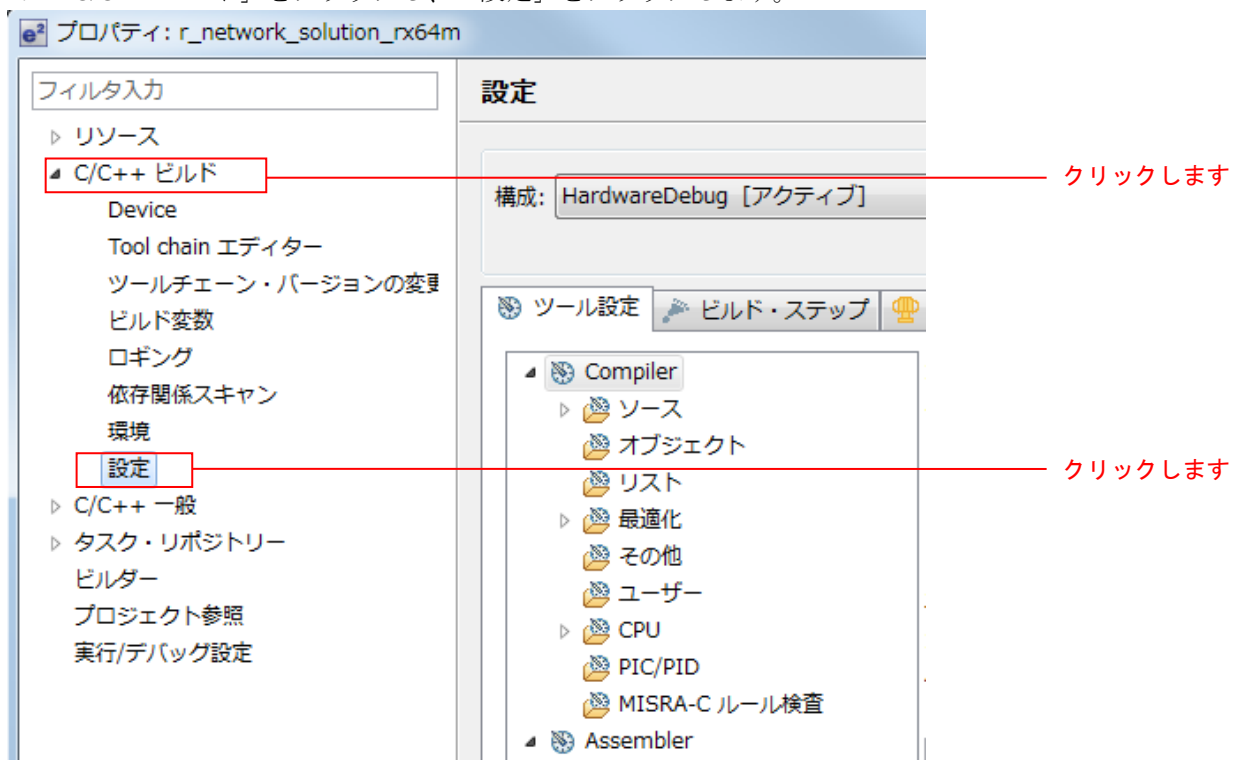 プロパティ: r_network_solution_rx64m
フィルタ入力
リソース
C/C++ ビルド
Device
Tool chain エディター
ツールチェーン・バージョンの変更
ビルド変数
ロギング
依存関係スキャン
環境
設定
C/C++ 一般
タスク・リポジトリー
ビルダー
プロジェクト参照
実行/デバッグ設定
設定
構成: HardwareDebug [アクティブ]
ツール設定 ビルド・ステップ
Compiler
ソース
オブジェクト
リスト
最適化
その他
ユーザー
CPU
PIC/PID
MISRA-C ルール検査
Assembler
クリックします
クリックします